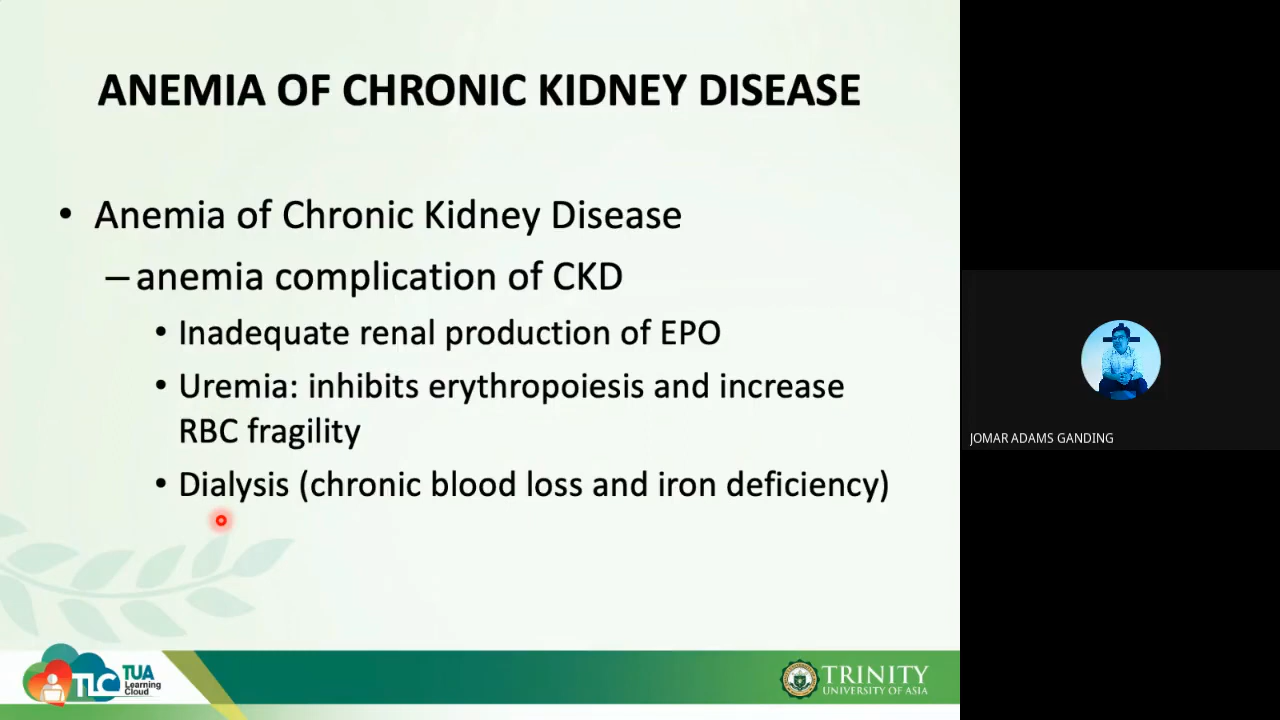 ANEMIA OF CHRONIC KIDNEY DISEASE
• Anemia of Chronic Kidney Disease
– anemia complication of CKD
• Inadequate renal production of EPO
• Uremia: inhibits erythropoiesis and increase
RBC fragility
• Dialysis (chronic blood loss and iron deficiency)
JOMAR ADAMS GANDING
TLC TUA
Learning
Cloud
TRINITY
UNIVERSITY OF ASIA